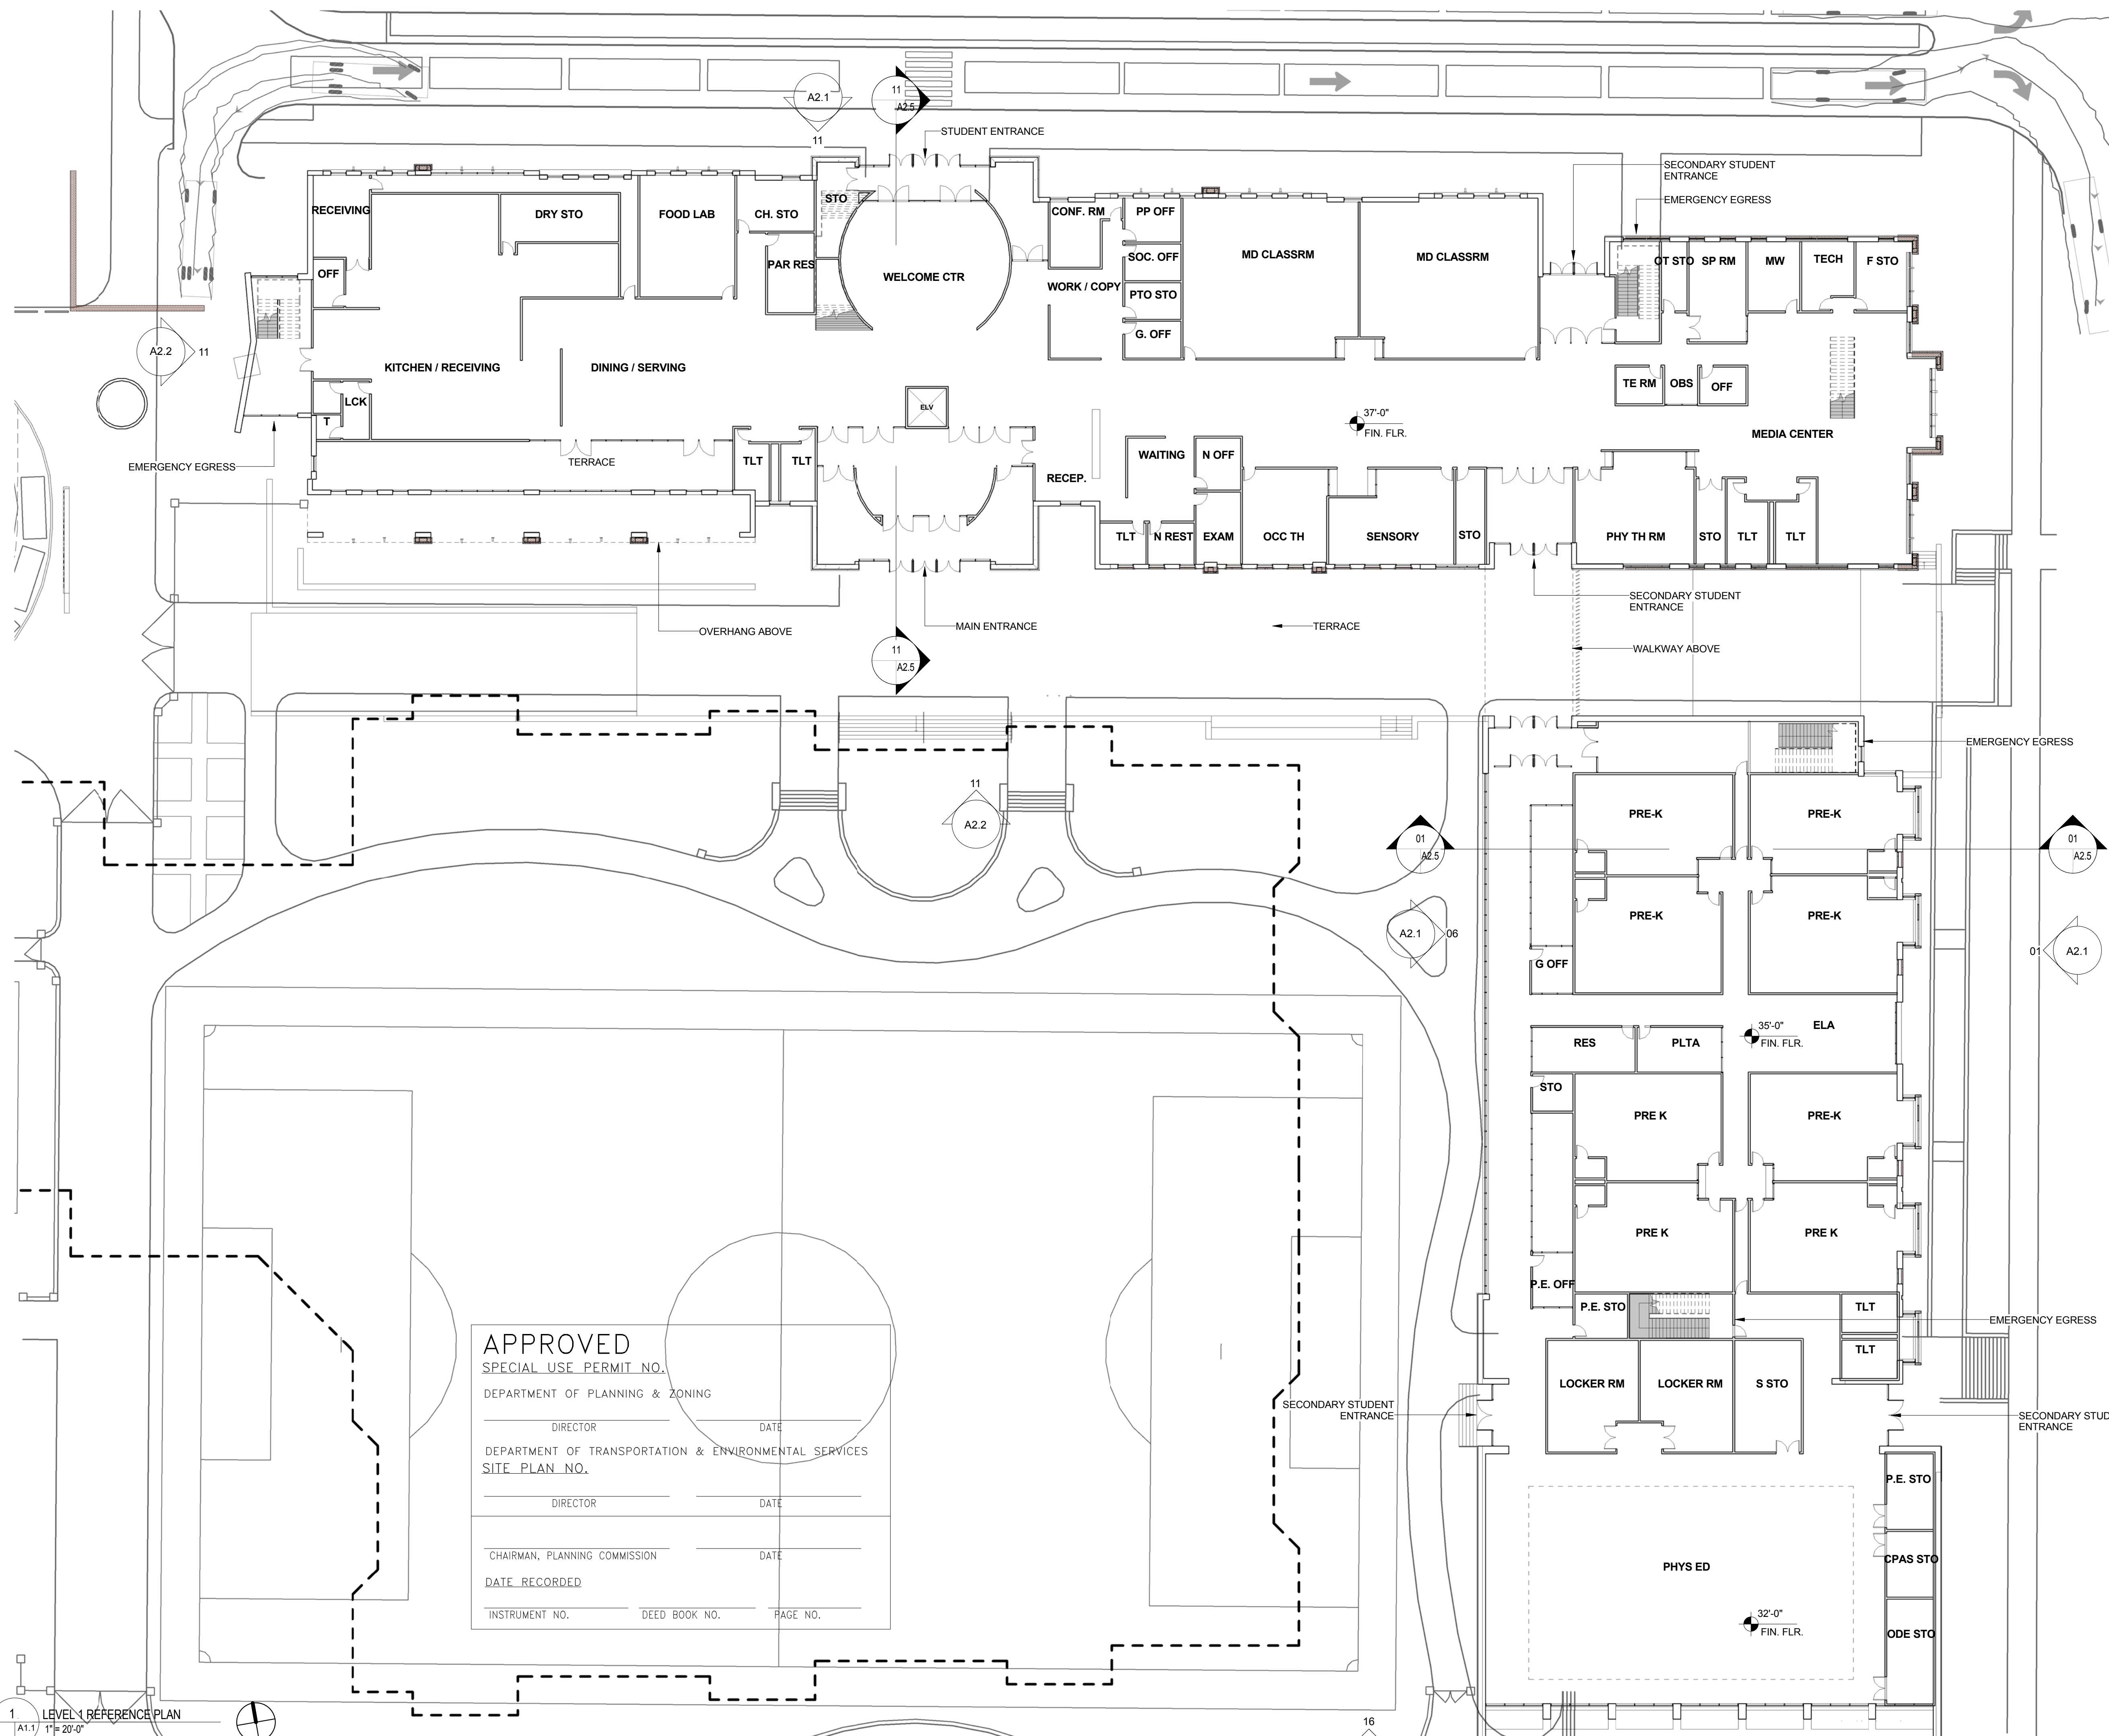 A2.1
11
11
A2.5
STUDENT ENTRANCE
SECONDARY STUDENT
ENTRANCE
EMERGENCY EGRESS
RECEIVING
DRY STO
FOOD LAB
CH. STO
STO
CONF. RM
PP OFF
MD CLASSRM
MD CLASSRM
OT STO
SP RM
MW
TECH
F STO
OFF
PAR RES
WELCOME CTR
SOC. OFF
WORK / COPY
PTO STO
G. OFF
A2.2
11
KITCHEN / RECEIVING
DINING / SERVING
TE RM
OBS
OFF
LCK
T
ELV
37'-0"
FIN. FLR.
MEDIA CENTER
EMERGENCY EGRESS
TERRACE
TLT
TLT
RECEP.
WAITING
N OFF
TLT
N REST
EXAM
OCC TH
SENSORY
STO
PHY TH RM
STO
TLT
TLT
SECONDARY STUDENT
ENTRANCE
OVERHANG ABOVE
MAIN ENTRANCE
TERRACE
WALKWAY ABOVE
11
A2.5
EMERGENCY EGRESS
11
A2.2
PRE-K
PRE-K
01
A2.5
01
A2.5
PRE-K
PRE-K
A2.1
06
01
A2.1
G OFF
35'-0"
FIN. FLR.
ELA
RES
PLTA
STO
PRE K
PRE-K
PRE K
PRE K
P.E. OFF
P.E. STO
TLT
EMERGENCY EGRESS
TLT
LOCKER RM
LOCKER RM
S STO
SECONDARY STUDENT
ENTRANCE
SECONDARY STUD
ENTRANCE
P.E. STO
CPAS STO
PHYS ED
32'-0"
FIN. FLR.
ODE STO
APPROVED
SPECIAL USE PERMIT NO.
DEPARTMENT OF PLANNING & ZONING
DIRECTOR
DATE
DEPARTMENT OF TRANSPORTATION & ENVIRONMENTAL SERVICES
SITE PLAN NO.
DIRECTOR
DATE
CHAIRMAN, PLANNING COMMISSION
DATE
DATE RECORDED
INSTRUMENT NO.
DEED BOOK NO.
PAGE NO.
1
A1.1
LEVEL 1 REFERENCE PLAN
1" = 20'-0"
16